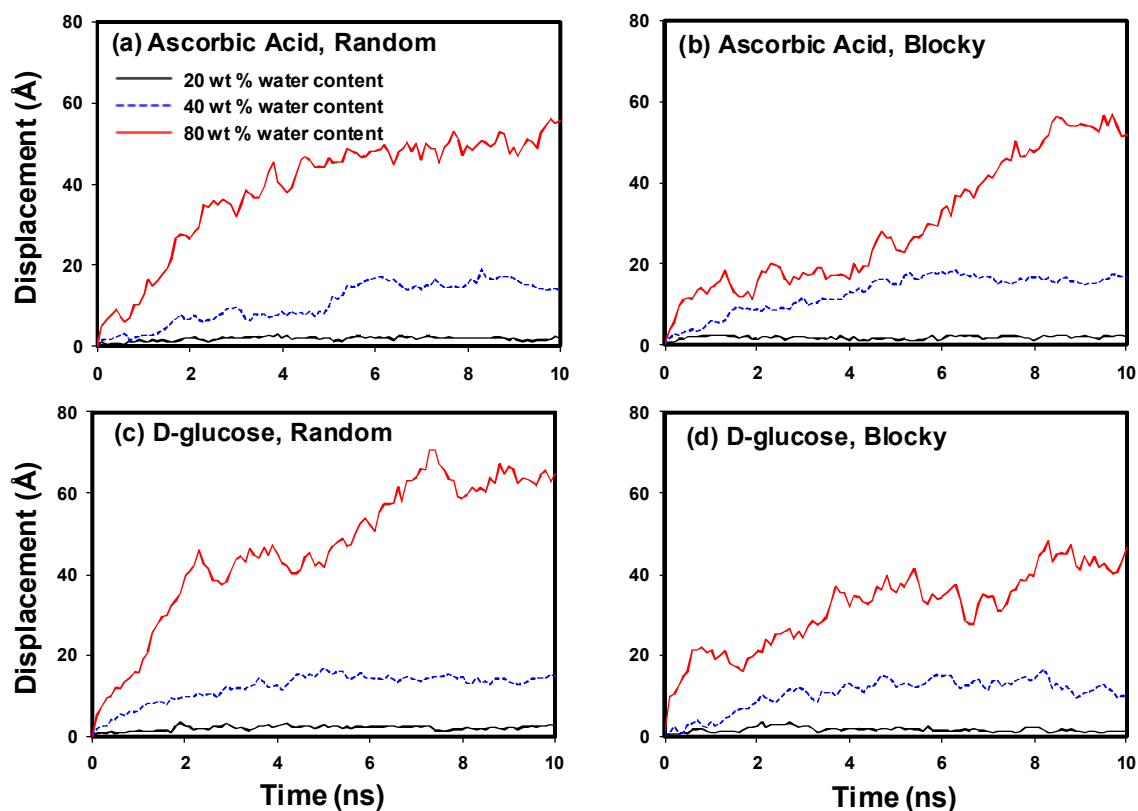 (a) Ascorbic Acid, Random
20 wt % water content
40 wt % water content
80 wt % water content
Displacement (Å)
80
60
40
20
0
0 2 4 6 8 10
(b) Ascorbic Acid, Blocky
80
60
40
20
0
0 2 4 6 8 10
(c) D-glucose, Random
Displacement (Å)
80
60
40
20
0
0 2 4 6 8 10
Time (ns)
(d) D-glucose, Blocky
80
60
40
20
0
0 2 4 6 8 10
Time (ns)